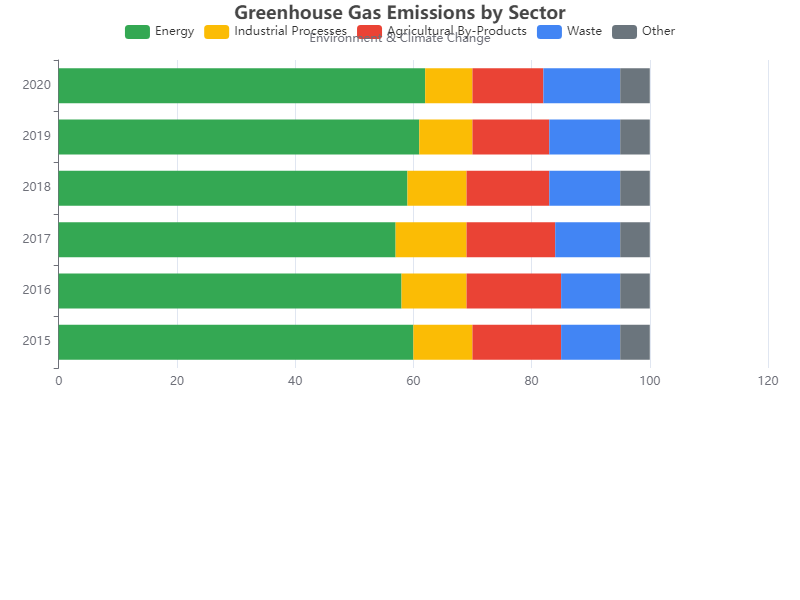 Greenhouse Gas Emissions by Sector
Energy Industrial Processes Agricultural By-Products Waste Other
Environment & Climate Change
2020
2019
2018
2017
2016
2015
0 20 40 60 80 100 120